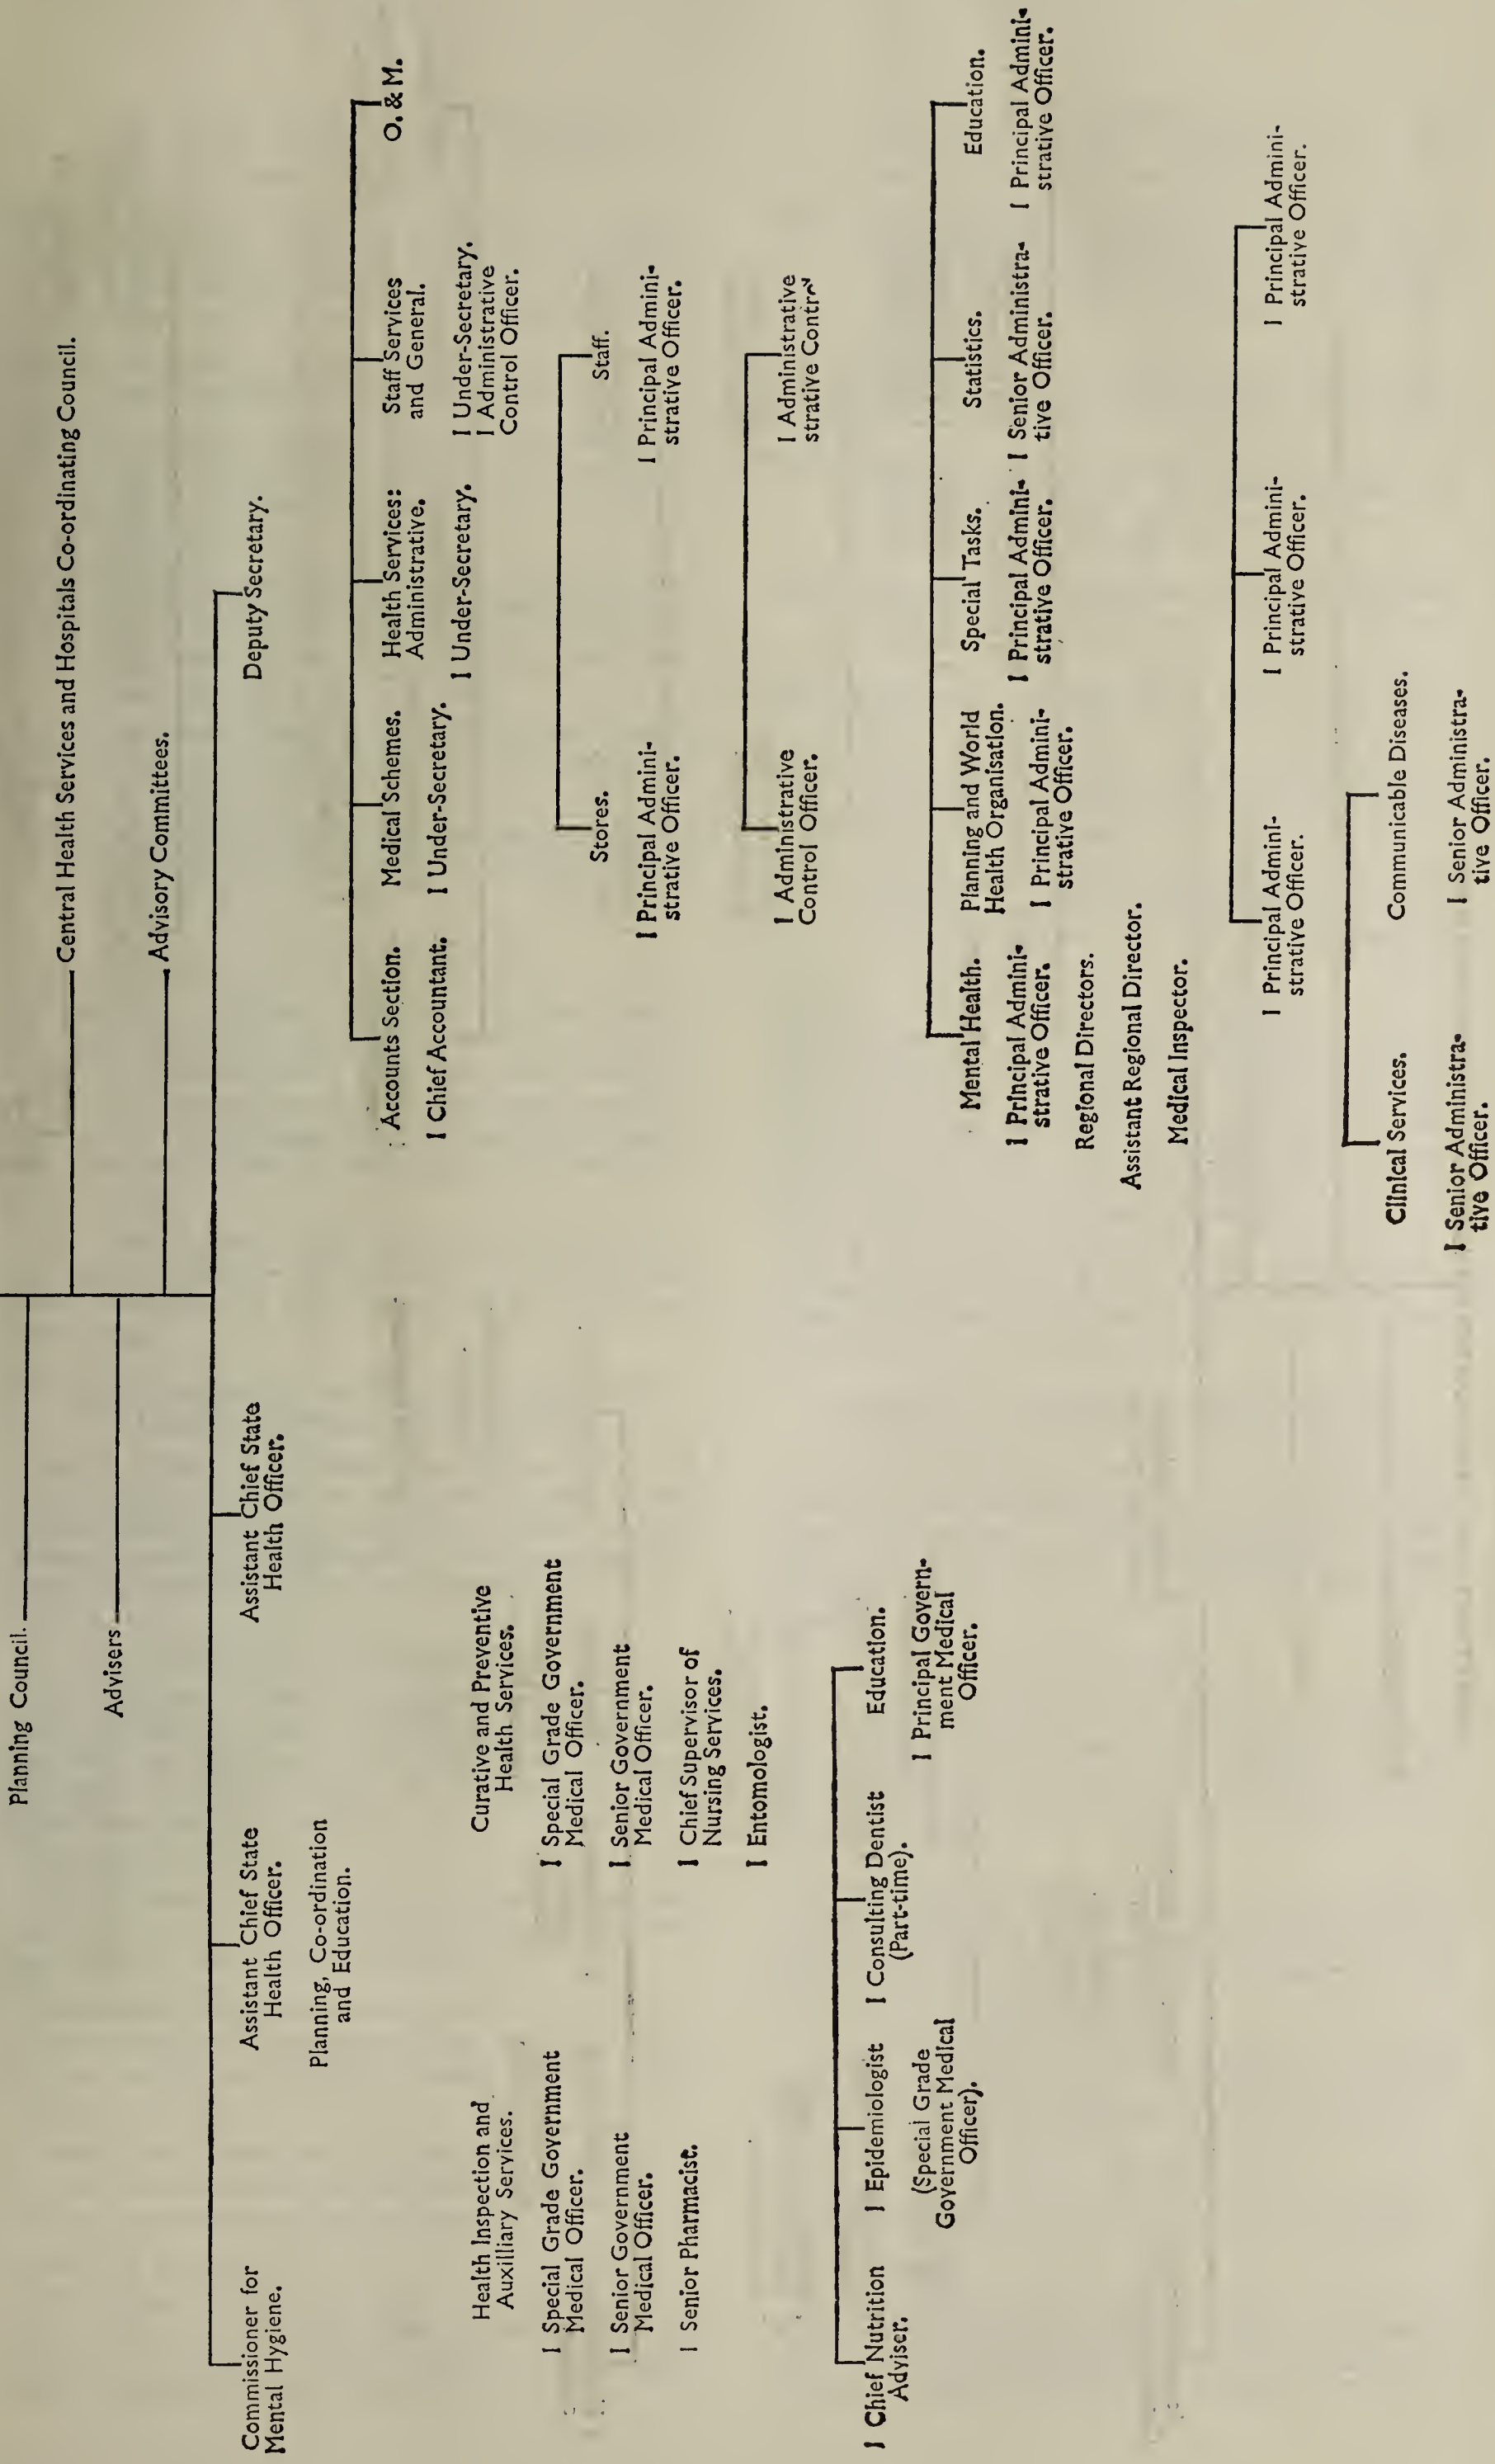 Planning Council.
Central Health Services and Hospitals Co-ordinating Council.
Advisers
Advisory Committees.
Commissioner for
Mental Hygiene.
Assistant Chief State
Health Officer.
Assistant Chief State
Health Officer.
Deputy Secretary.
Planning, Co-ordination
and Education.
Accounts Section.
Medical Schemes.
Health Services:
Administrative.
Staff Services
and General.
O. & M.
1 Chief Accountant.
1 Under-Secretary.
1 Under-Secretary.
1 Under-Secretary.
1 Administrative
Control Officer.
Health Inspection and
Auxilliary Services.
Curative and Preventive
Health Services.
1 Special Grade Government
Medical Officer.
1 Special Grade Government
Medical Officer.
Stores.
Staff.
1 Senior Government
Medical Officer.
1 Senior Government
Medical Officer.
1 Principal Admini-
strative Officer.
1 Principal Admini-
strative Officer.
1 Senior Pharmacist.
1 Chief Supervisor of
Nursing Services.
1 Entomologist.
1 Administrative
Control Officer.
1 Administrative
strative Contr
1 Chief Nutrition
Adviser.
1 Epidemiologist
(Special Grade
Government Medical
Officer).
1 Consulting Dentist
(Part-time).
Education.
1 Principal Govern-
ment Medical
Officer.
Mental Health.
Planning and World
Health Organisation.
Special Tasks.
Statistics.
Education.
1 Principal Admini-
strative Officer.
1 Principal Admini-
strative Officer.
1 Principal Admini-
strative Officer.
1 Senior Administra-
tive Officer.
1 Principal Admini-
strative Officer.
Regional Directors.
Assistant Regional Director.
Medical Inspector.
1 Principal Admini-
strative Officer.
1 Principal Admini-
strative Officer.
1 Principal Admini-
strative Officer.
Clinical Services.
Communicable Diseases.
1 Senior Administra-
tive Officer.
1 Senior Administra-
tive Officer.